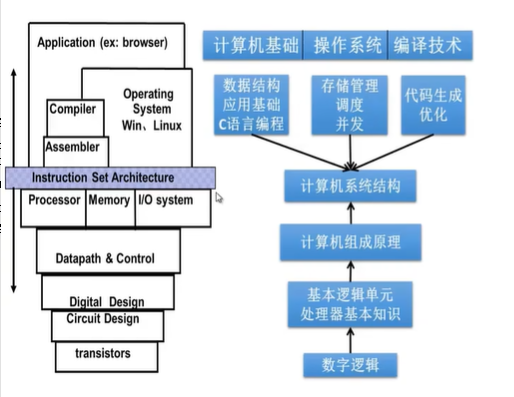 Application (ex: browser)
Operating
System
Win、Linux
Compiler
Assembler
Instruction Set Architecture
Processor
Memory
I/O system
Datapath & Control
Digital Design
Circuit Design
transistors
计算机基础
操作系统
编译技术
数据结构
应用基础
C语言编程
存储管理
调度
并发
代码生成
优化
计算机系统结构
计算机组成原理
基本逻辑单元
处理器基本知识
数字逻辑